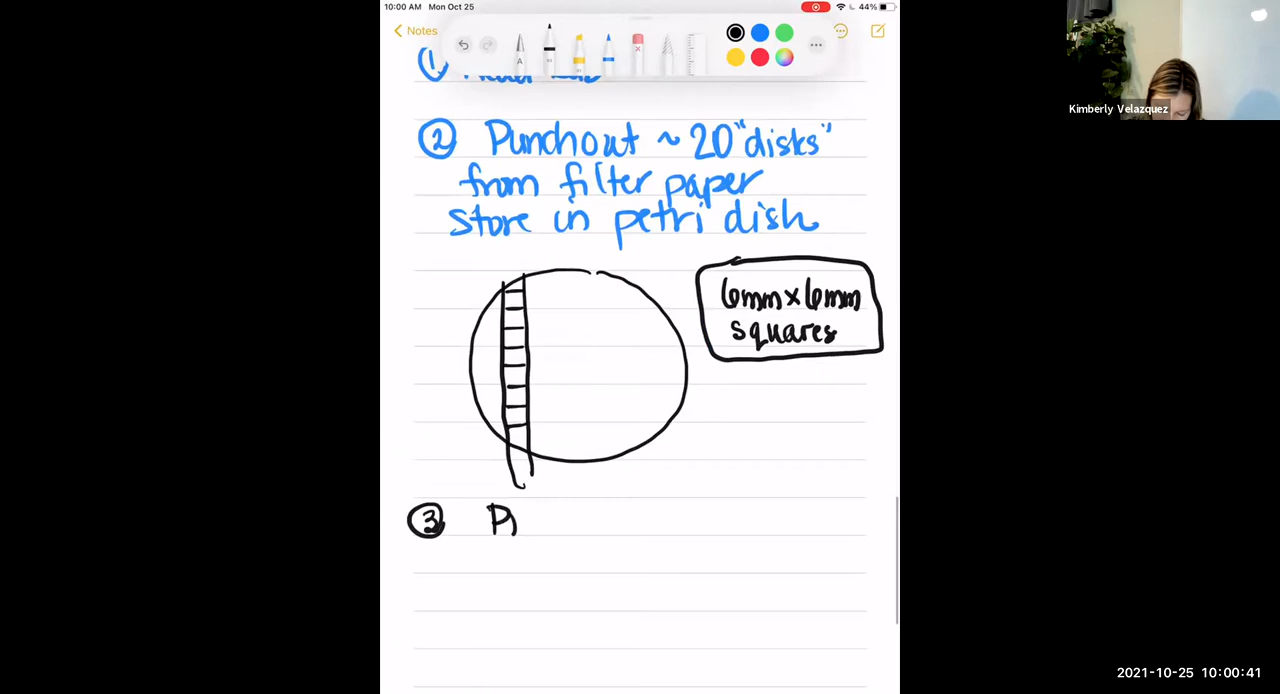 10:00 AM Mon Oct 25
44%
Notes
A
①
② Punchout ~ 20 "disks"
from filter paper
store in petri dish
6mm x 6mm
squares
③ P
Kimberly Velazquez
2021-10-25 10:00:41